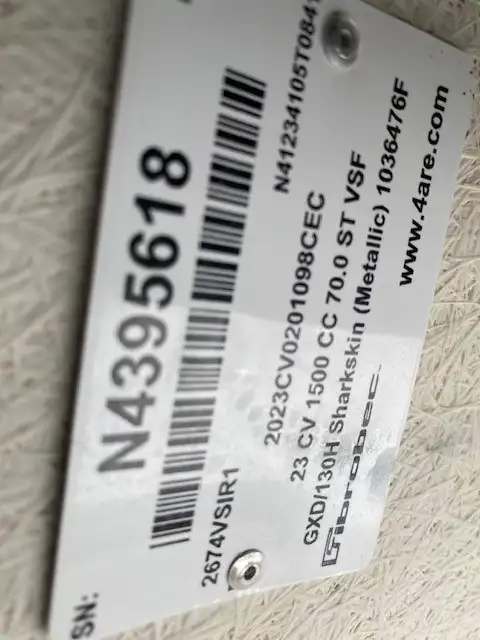 SN:
N4395618
2674VSIR1
N41234105T0841
2023CV0201098CEC
23 CV 1500 CC 70.0 ST VSF
GXD/130H Sharkskin (Metallic) 1036476F
Fibrobec™
www.4are.com